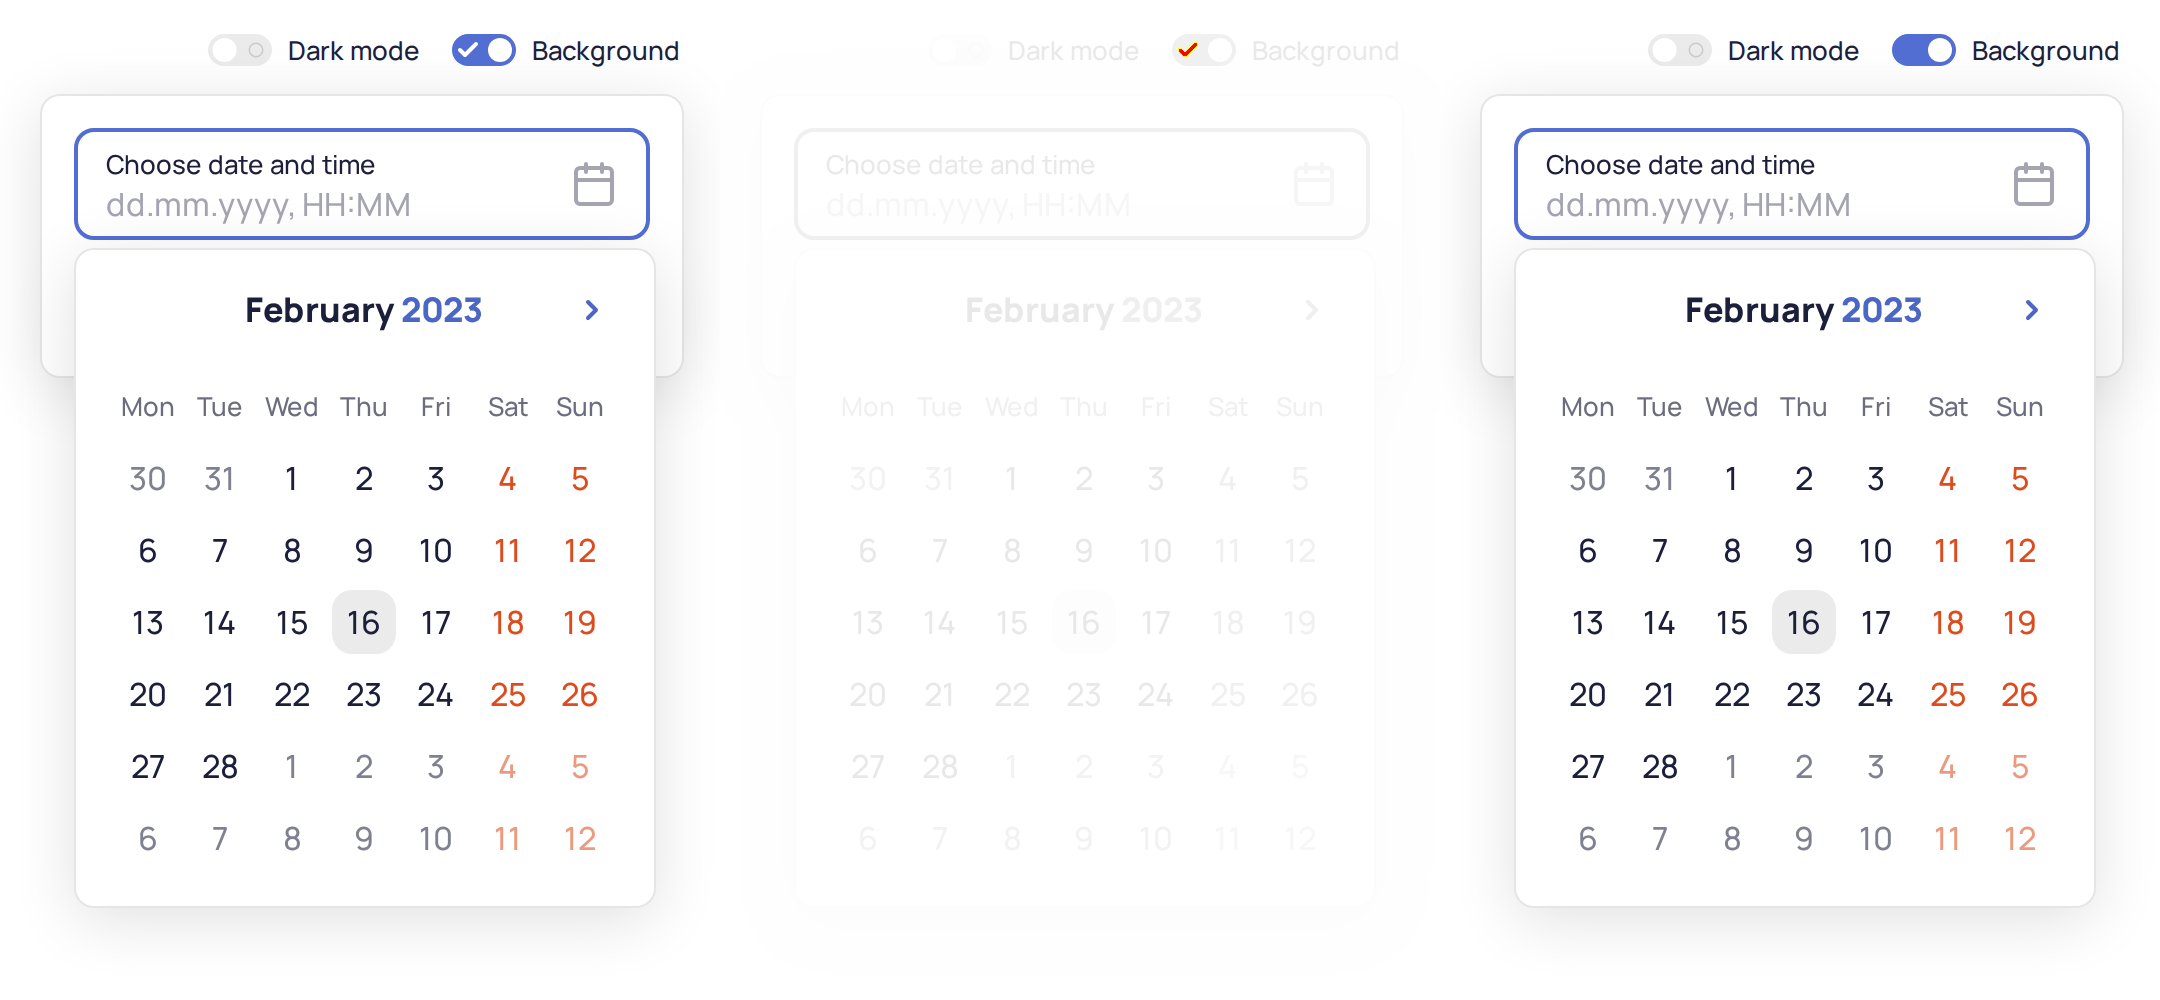 Dark mode Background
Choose date and time
dd.mm.yyyy, HH:MM
February 2023
Mon Tue Wed Thu Fri Sat Sun
30 31 1 2 3 4 5
6 7 8 9 10 11 12
13 14 15 16 17 18 19
20 21 22 23 24 25 26
27 28 1 2 3 4 5
6 7 8 9 10 11 12
Dark mode Background
Choose date and time
dd.mm.yyyy, HH:MM
February 2023
Mon Tue Wed Thu Fri Sat Sun
30 31 1 2 3 4 5
6 7 8 9 10 11 12
13 14 15 16 17 18 19
20 21 22 23 24 25 26
27 28 1 2 3 4 5
6 7 8 9 10 11 12
Dark mode Background
Choose date and time
dd.mm.yyyy, HH:MM
February 2023
Mon Tue Wed Thu Fri Sat Sun
30 31 1 2 3 4 5
6 7 8 9 10 11 12
13 14 15 16 17 18 19
20 21 22 23 24 25 26
27 28 1 2 3 4 5
6 7 8 9 10 11 12